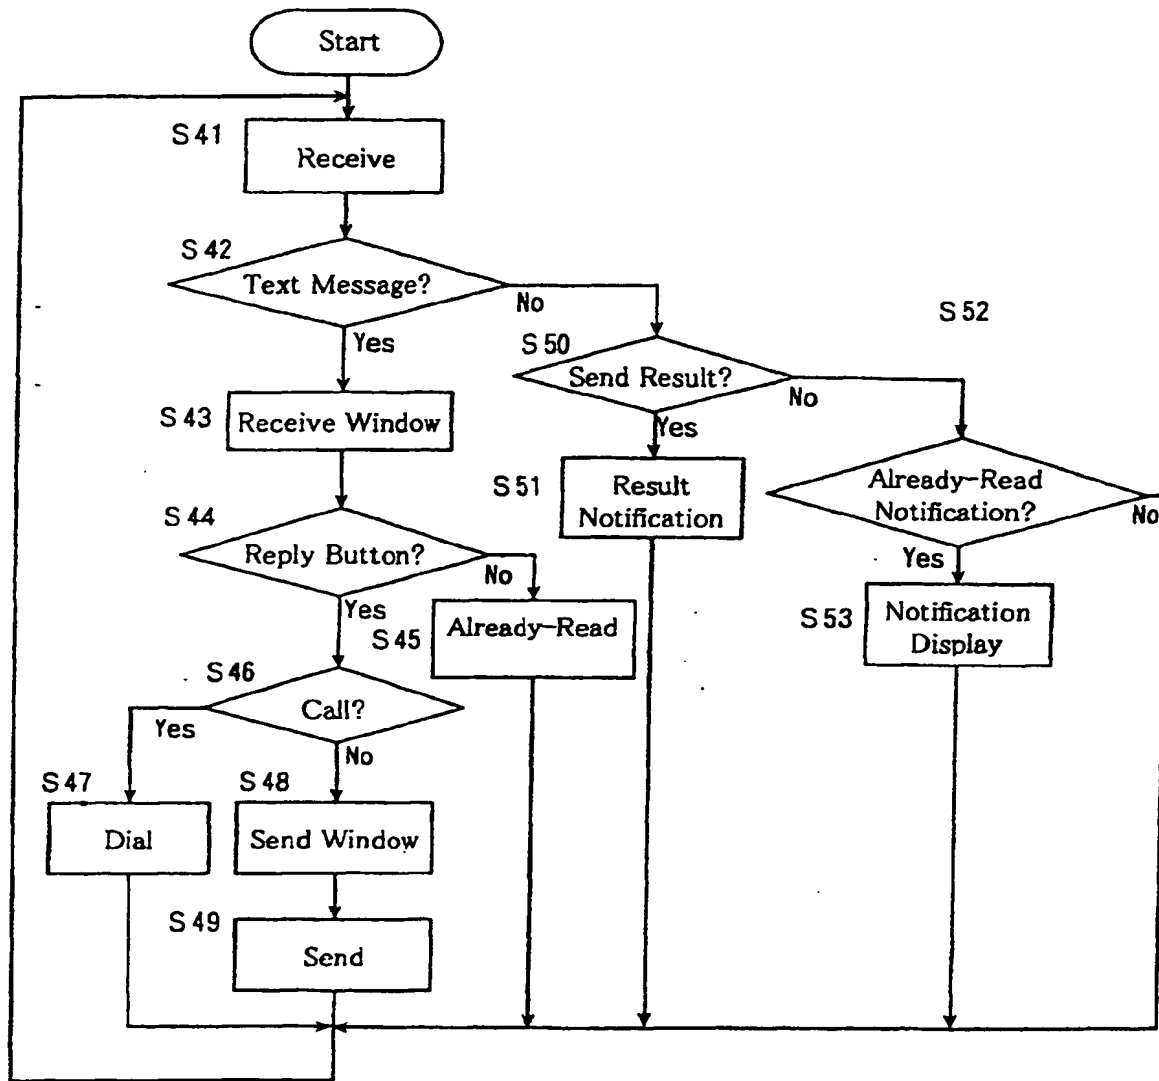 Start
S41
Receive
S42
Text Message?
No
Yes
S43
Receive Window
S44
Reply Button?
No
Yes
S45
Already-Read
S46
Call?
Yes
No
S47
Dial
S48
Send Window
S49
Send
S50
Send Result?
No
Yes
S51
Result
Notification
S52
Already-Read
Notification?
No
Yes
S53
Notification
Display